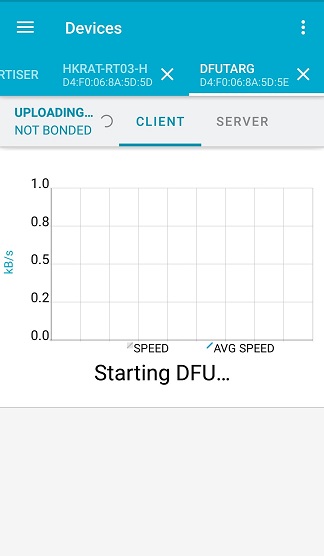 Devices
RTISER
HKRAT-RT03-H
D4:F0:06:8A:5D:5D
DFUTARG
D4:F0:06:8A:5D:5E
UPLOADING...
NOT BONDED
CLIENT
SERVER
1.0
0.8
0.5
0.2
0.0
kB/s
SPEED
AVG SPEED
Starting DFU...